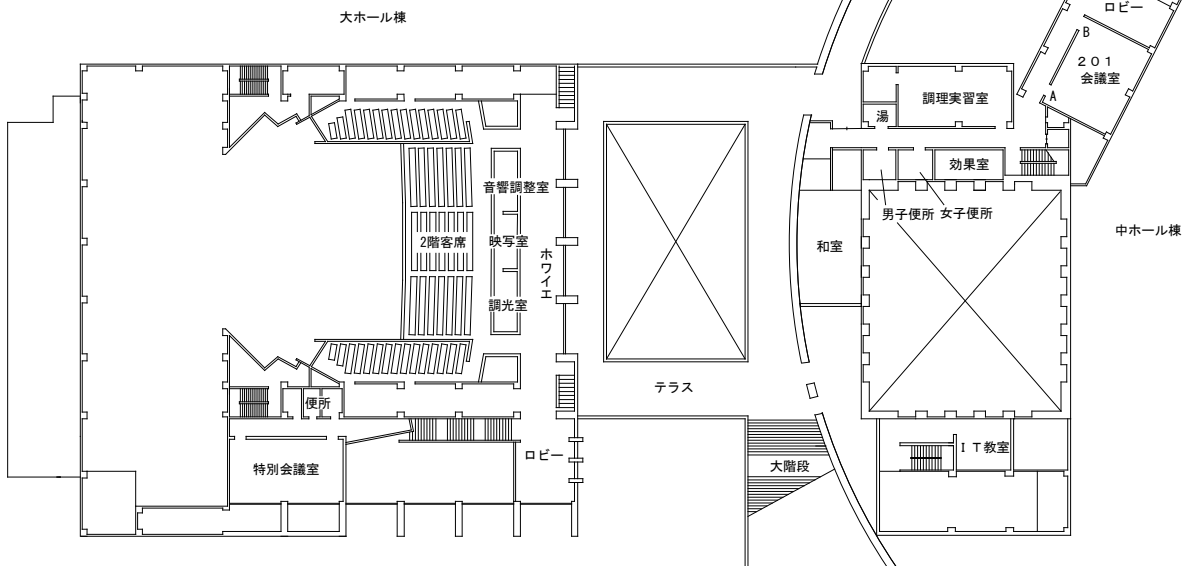 大ホール棟
ロビー
B
２０１
会議室
A
調理実習室
湯
効果室
男子便所
女子便所
中ホール棟
音響調整室
2階客席
映写室
ホワイエ
調光室
和室
テラス
便所
ロビー
特別会議室
大階段
ＩＴ教室